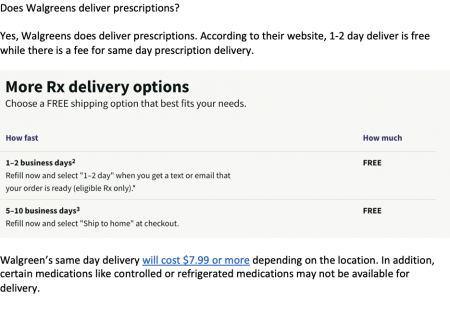 Does Walgreens deliver prescriptions?
Yes, Walgreens does deliver prescriptions. According to their website, 1-2 day deliver is free
while there is a fee for same day prescription delivery.
More Rx delivery options
Choose a FREE shipping option that best fits your needs.
How fast How much
1–2 business days² FREE
Refill now and select "1–2 day" when you get a text or email that
your order is ready (eligible Rx only).*
5–10 business days³ FREE
Refill now and select "Ship to home" at checkout.
Walgreen's same day delivery will cost $7.99 or more depending on the location. In addition,
certain medications like controlled or refrigerated medications may not be available for
delivery.